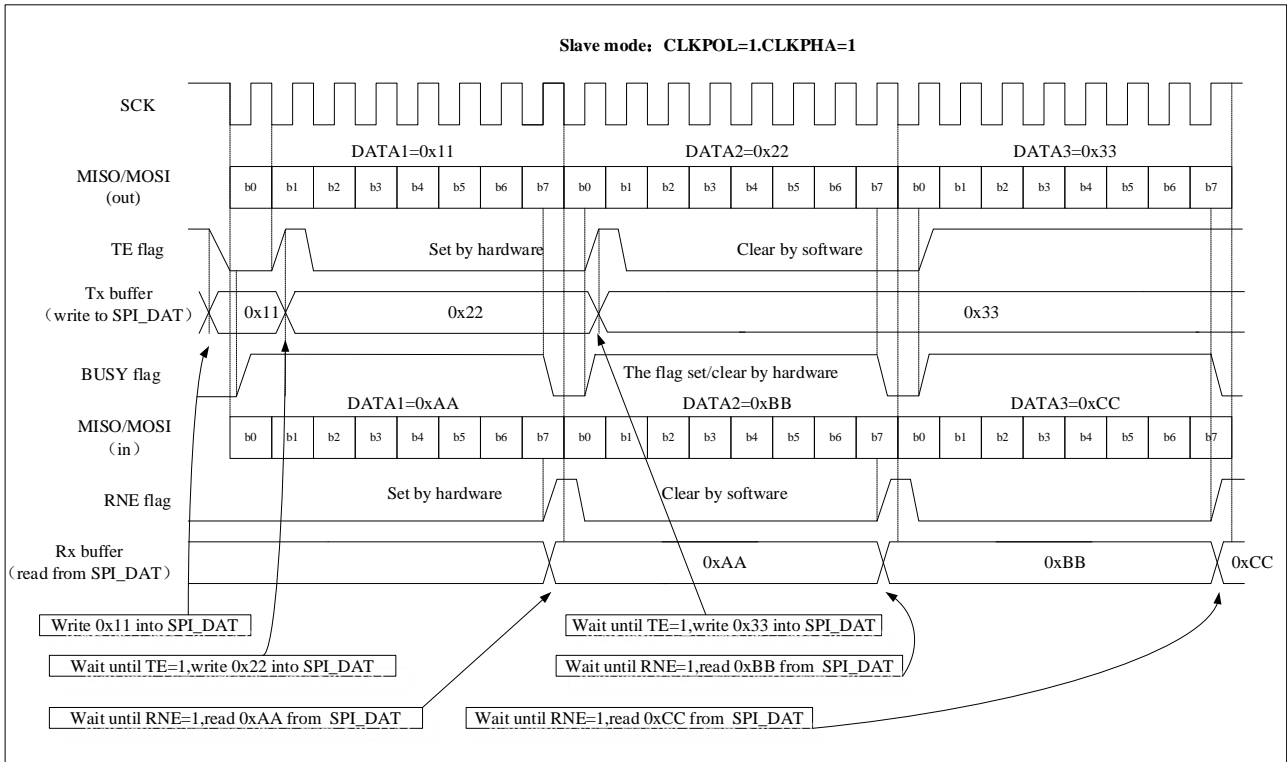 Slave mode：CLKPOL=1.CLKPHA=1
SCK
DATA1=0x11 DATA2=0x22 DATA3=0x33
MISO/MOSI
(out)
b0 b1 b2 b3 b4 b5 b6 b7 b0 b1 b2 b3 b4 b5 b6 b7 b0 b1 b2 b3 b4 b5 b6 b7
TE flag Set by hardware Clear by software
Tx buffer
（write to SPI_DAT）
0x11 0x22 0x33
BUSY flag The flag set/clear by hardware
DATA1=0xAA DATA2=0xBB DATA3=0xCC
MISO/MOSI
（in）
b0 b1 b2 b3 b4 b5 b6 b7 b0 b1 b2 b3 b4 b5 b6 b7 b0 b1 b2 b3 b4 b5 b6 b7
RNE flag Set by hardware Clear by software
Rx buffer
（read from SPI_DAT）
0xAA 0xBB 0xCC
Write 0x11 into SPI_DAT
Wait until TE=1,write 0x33 into SPI_DAT
Wait until TE=1,write 0x22 into SPI_DAT
Wait until RNE=1,read 0xBB from SPI_DAT
Wait until RNE=1,read 0xAA from SPI_DAT
Wait until RNE=1,read 0xCC from SPI_DAT